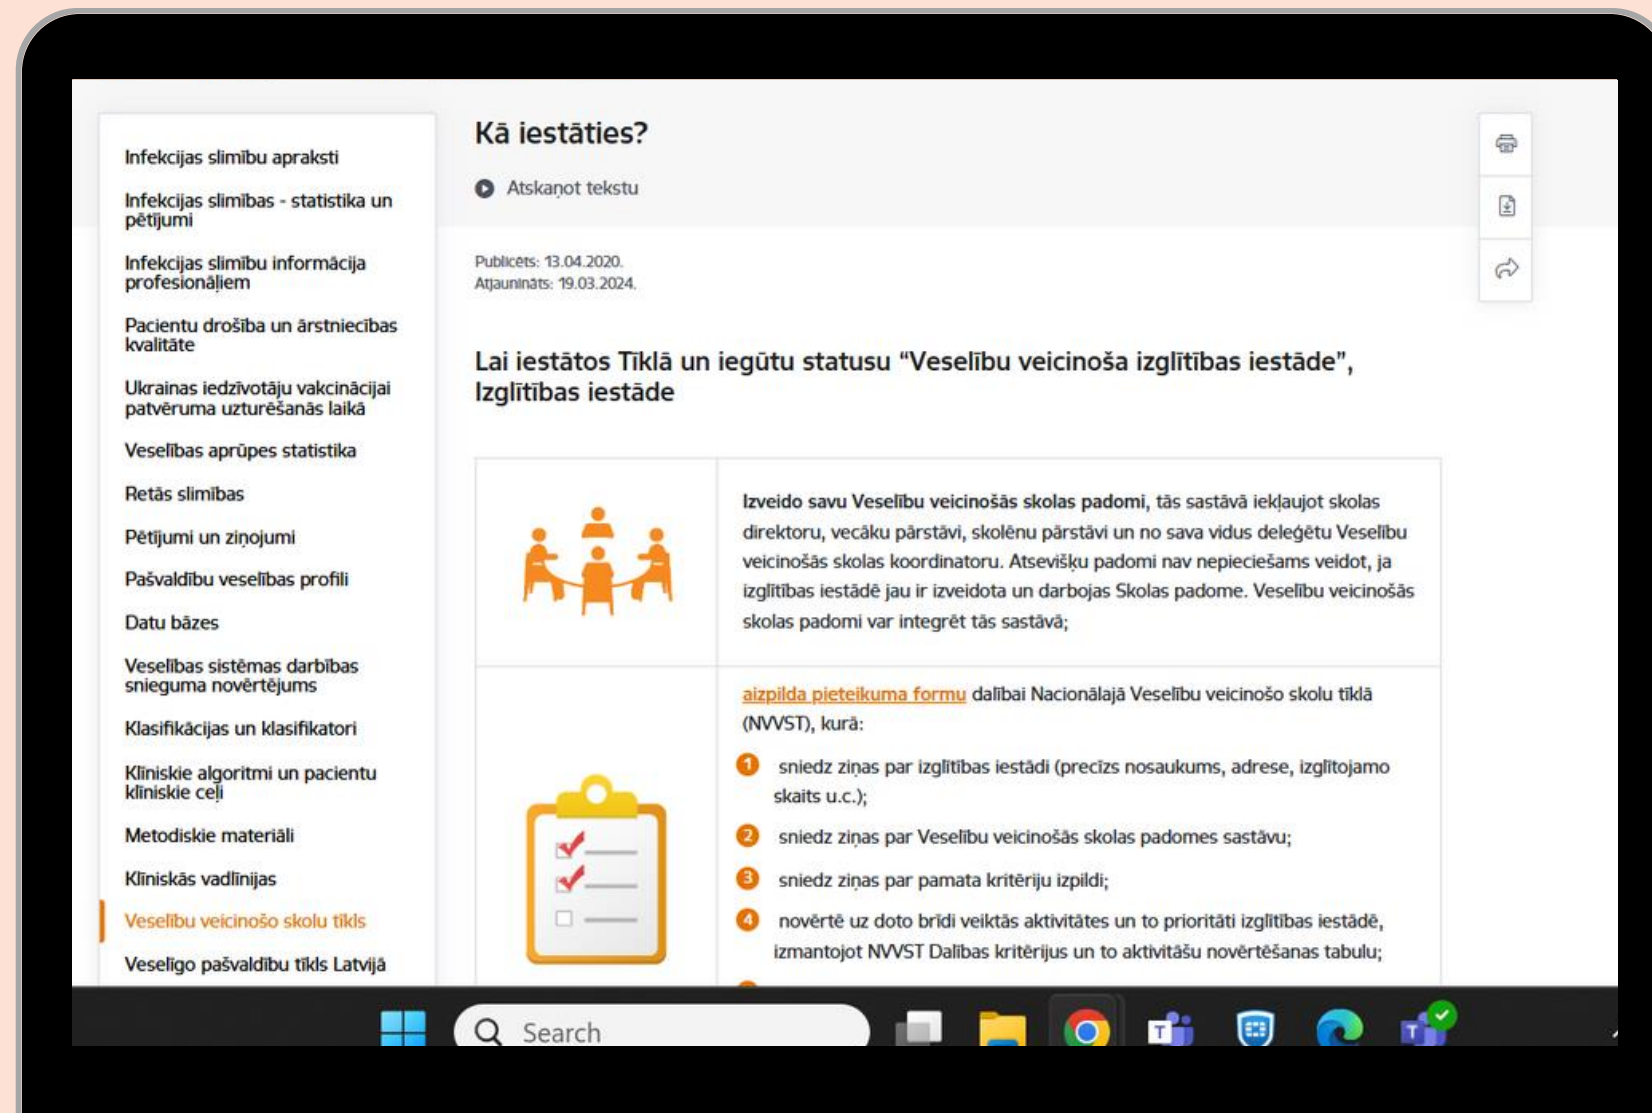 Infekcijas slimību apraksti
Infekcijas slimības - statistika un
pētījumi
Infekcijas slimību informācija
profesionāļiem
Pacientu drošība un ārstniecības
kvalitāte
Ukrainas iedzīvotāju vakcinācijai
patvēruma uzturēšanās laikā
Veselības aprūpes statistika
Retās slimības
Pētījumi un ziņojumi
Pašvaldību veselības profili
Datu bāzes
Veselības sistēmas darbības
snieguma novērtējums
Klasifikācijas un klasifikatori
Klīniskie algoritmi un pacientu
klīniskie ceļi
Metodiskie materiāli
Klīniskās vadlīnijas
Veselību veicinošo skolu tīkls
Veselīgo pašvaldību tīkls Latvijā
Kā iestāties?
Atskaņot tekstu
Publicēts: 13.04.2020.
Atjaunināts: 19.03.2024.
Lai iestātos Tīklā un iegūtu statusu “Veselību veicinoša izglītības iestāde”,
Izglītības iestāde
Izveido savu Veselību veicinošās skolas padomi, tās sastāvā iekļaujot skolas
direktoru, vecāku pārstāvi, skolēnu pārstāvi un no sava vidus deleģētu Veselību
veicinošās skolas koordinatoru. Atsevišķu padomi nav nepieciešams veidot, ja
izglītības iestādē jau ir izveidota un darbojas Skolas padome. Veselību veicinošās
skolas padomi var integrēt tās sastāvā;
aizpilda pieteikuma formu dalībai Nacionālajā Veselību veicinošo skolu tīklā
(NVVST), kurā:
1 sniedz ziņas par izglītības iestādi (precīzs nosaukums, adrese, izglītojamo
skaits u.c.);
2 sniedz ziņas par Veselību veicinošās skolas padomes sastāvu;
3 sniedz ziņas par pamata kritēriju izpildi;
4 novērtē uz doto brīdi veiktās aktivitātes un to prioritāti izglītības iestādē,
izmantojot NVVST Dalības kritērijus un to aktivitāšu novērtēšanas tabulu;
Search